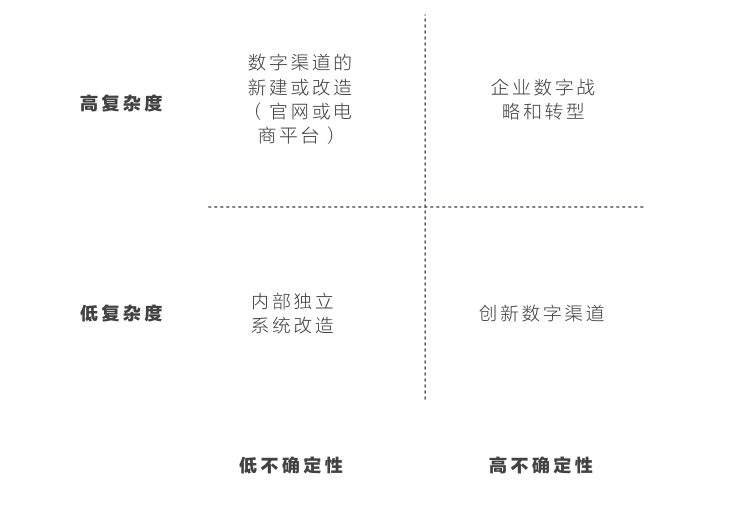 高复杂度
数字渠道的
新建或改造
（官网或电
商平台）
企业数字战
略和转型
低复杂度
内部独立
系统改造
创新数字渠道
低不确定性
高不确定性